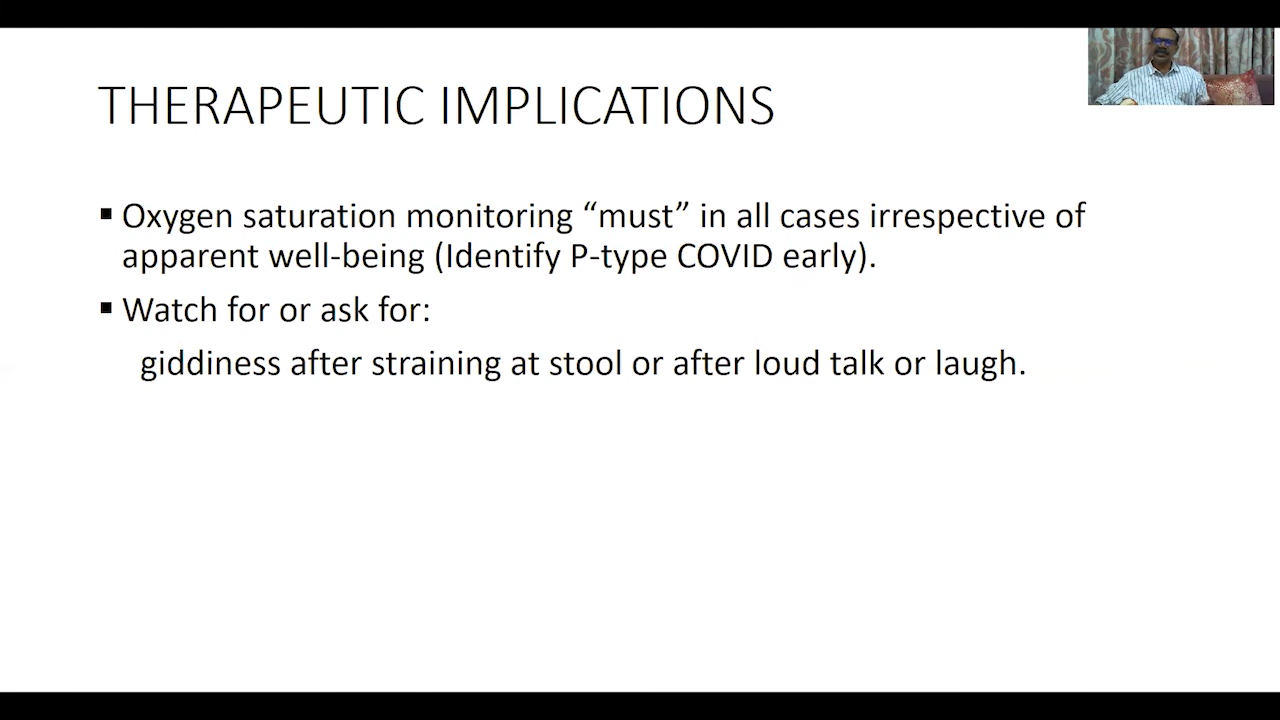 THERAPEUTIC IMPLICATIONS
▪ Oxygen saturation monitoring “must” in all cases irrespective of
apparent well-being (Identify P-type COVID early).
▪ Watch for or ask for:
giddiness after straining at stool or after loud talk or laugh.